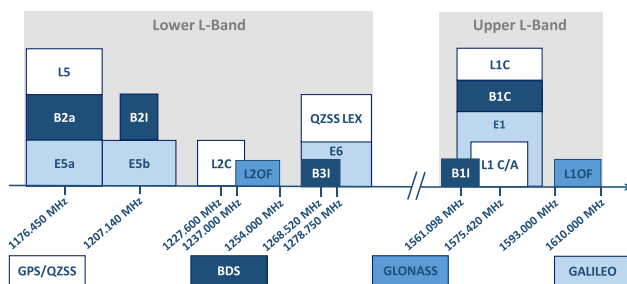 Lower L-Band
Upper L-Band
L5
L1C
B2a
B2I
QZSS LEX
B1C
E5a
E5b
L2C
L2OF
E6
B3I
E1
B1I
L1 C/A
L1OF
1176.450 MHz
1207.140 MHz
1227.600 MHz
1237.000 MHz
1254.000 MHz
1268.520 MHz
1278.750 MHz
1561.098 MHz
1575.420 MHz
1593.000 MHz
1610.000 MHz
GPS/QZSS
BDS
GLONASS
GALILEO